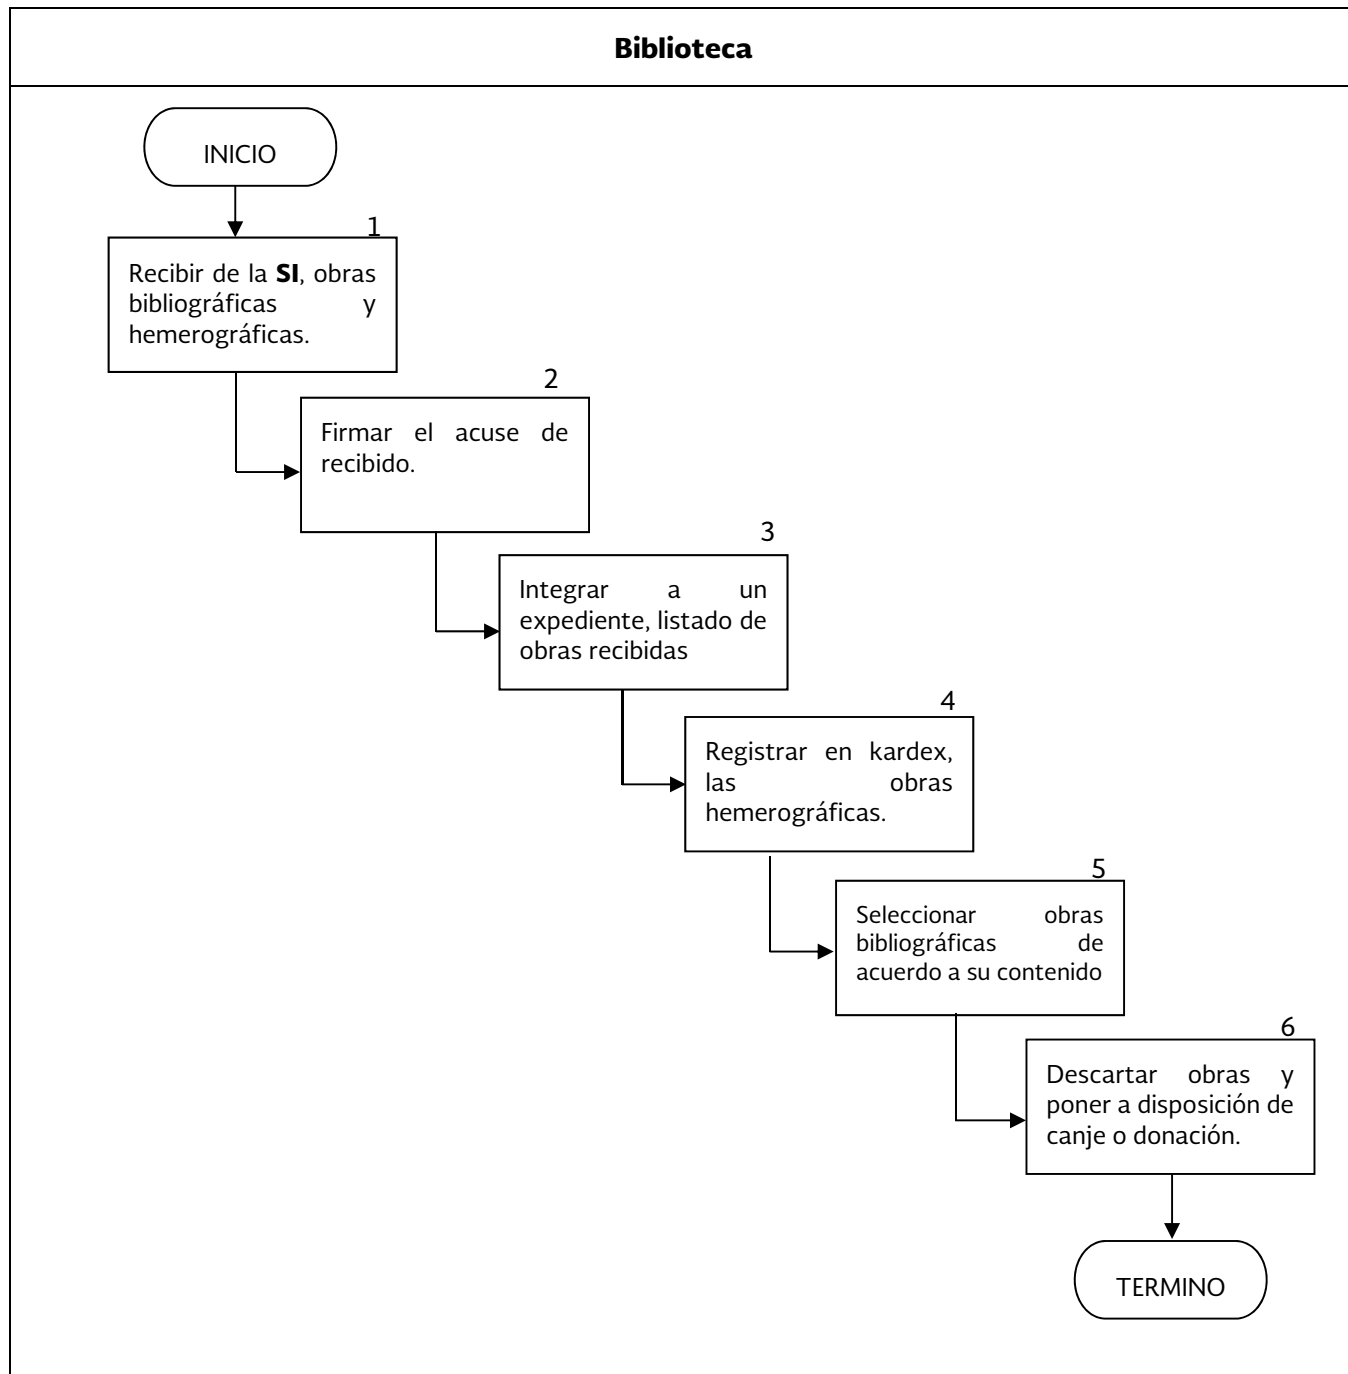 Biblioteca
INICIO
1
Recibir de la SI, obras
bibliográficas y
hemerográficas.
2
Firmar el acuse de
recibido.
3
Integrar a un
expediente, listado de
obras recibidas
4
Registrar en kardex,
las obras
hemerográficas.
5
Seleccionar obras
bibliográficas de
acuerdo a su contenido
6
Descartar obras y
poner a disposición de
canje o donación.
TERMINO